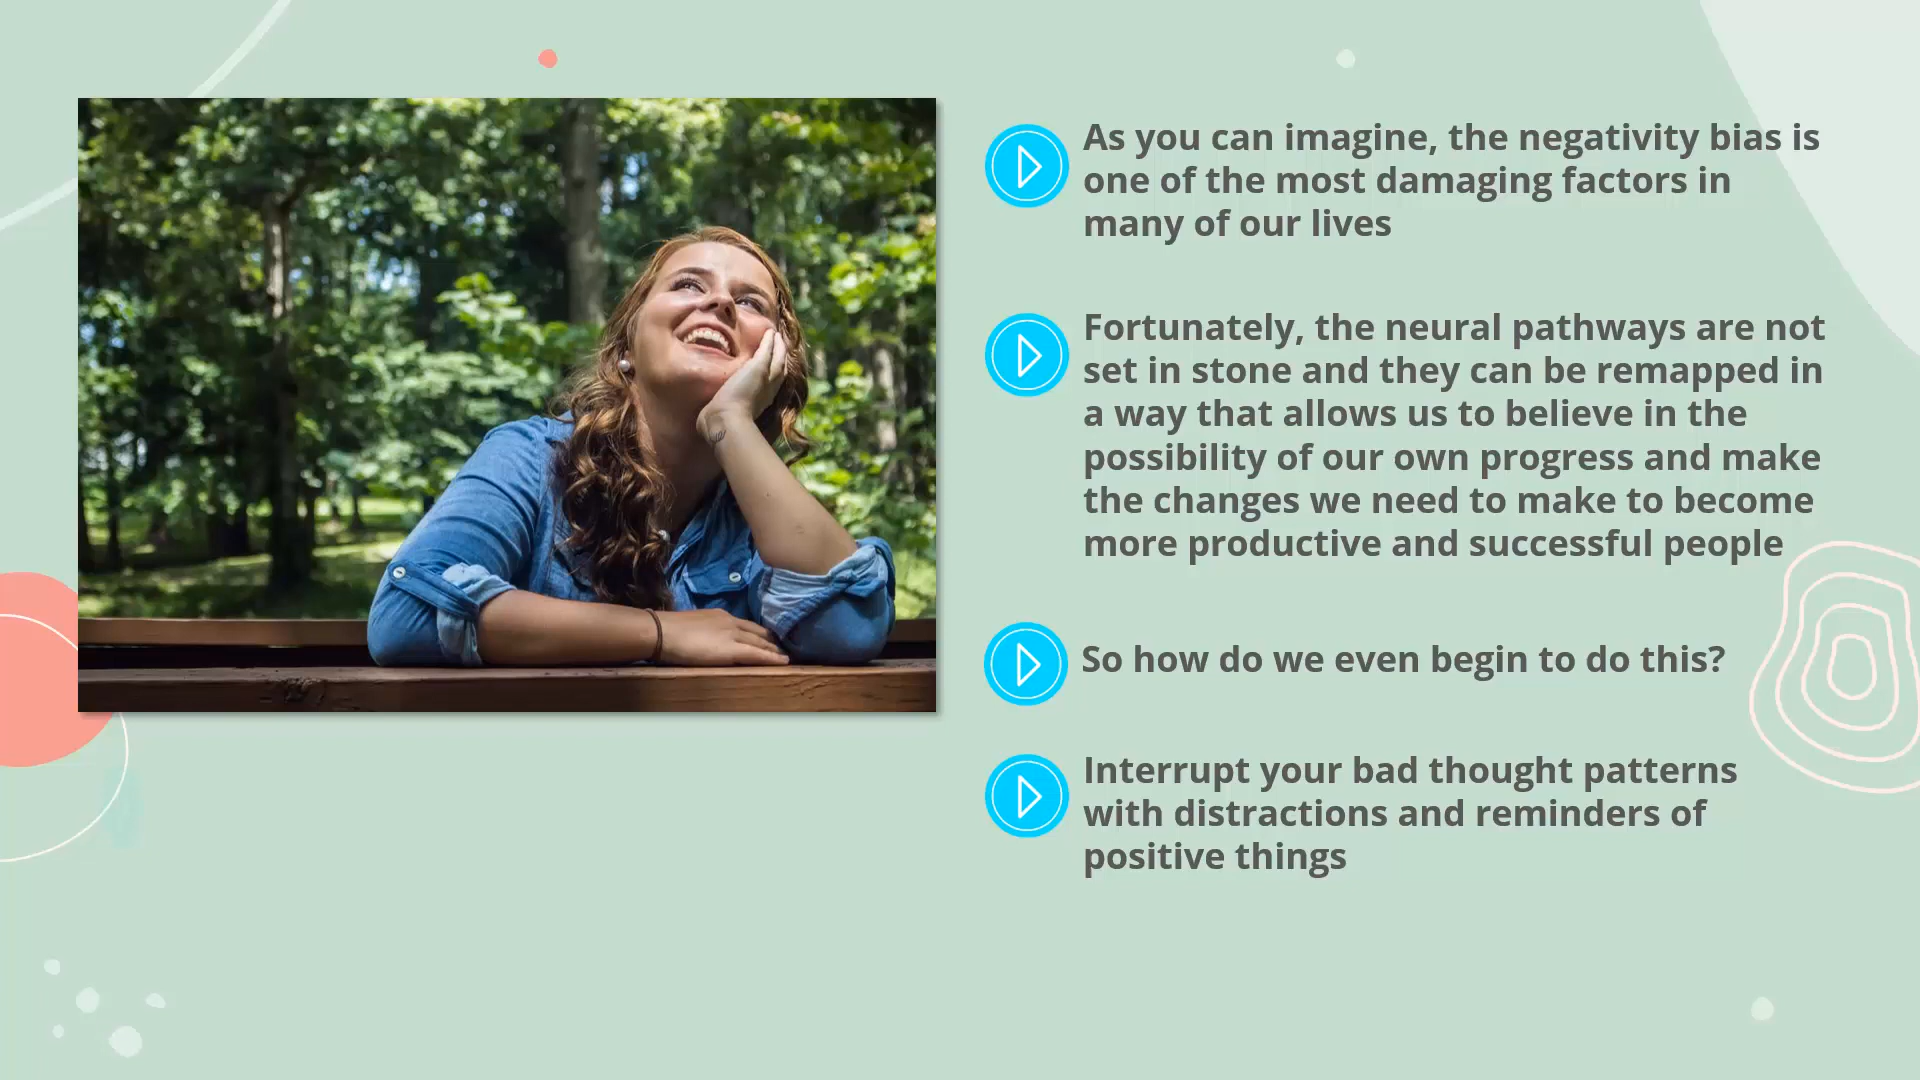 As you can imagine, the negativity bias is
one of the most damaging factors in
many of our lives
Fortunately, the neural pathways are not
set in stone and they can be remapped in
a way that allows us to believe in the
possibility of our own progress and make
the changes we need to make to become
more productive and successful people
So how do we even begin to do this?
Interrupt your bad thought patterns
with distractions and reminders of
positive things